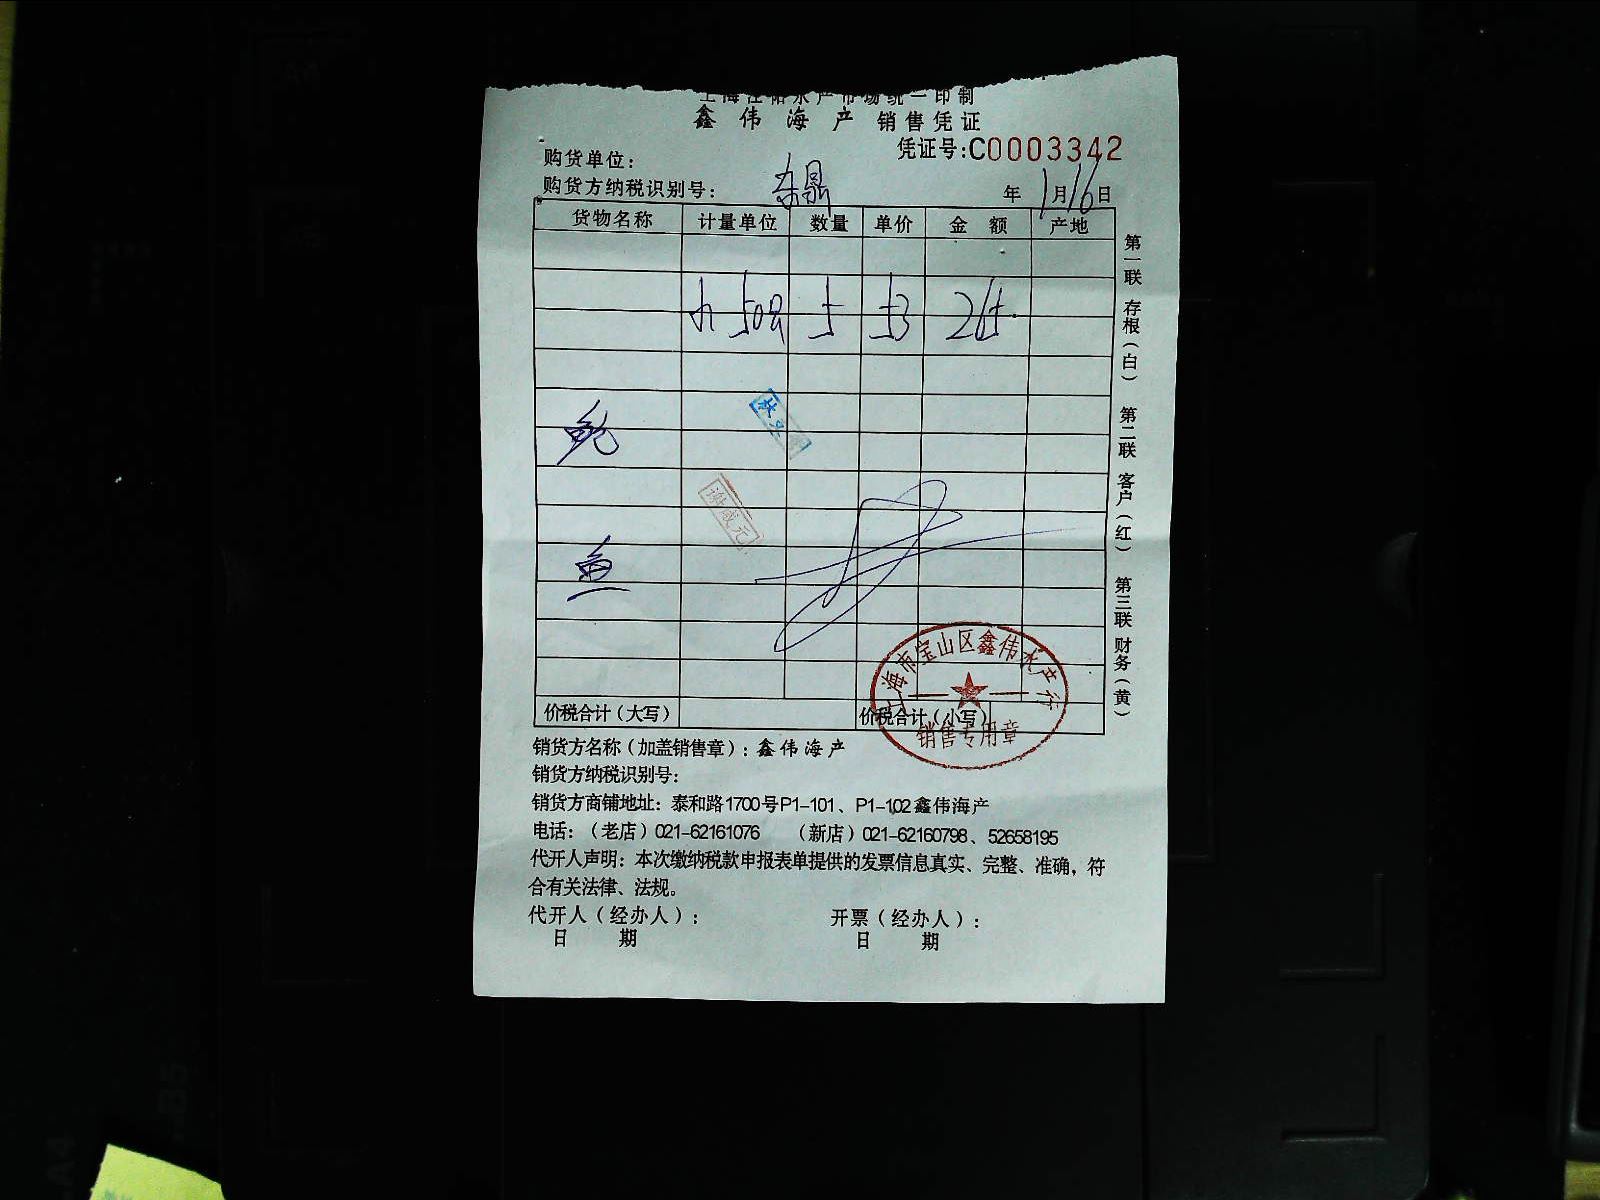 上海江阳水产市场统一印制
鑫伟海产 销售凭证
凭证号:C0003342
购货单位:
购货方纳税识别号: 东鼎
年1月16日
货物名称 计量单位 数量 单价 金额 产地
5 53 265
鲍
鱼
谢咸元
第一联 存根(白) 第二联 客户(红) 第三联 财务(黄)
上海市宝山区鑫伟水产行
销售专用章
价税合计(大写) 价税合计(小写)
销货方名称(加盖销售章):鑫伟海产
销货方纳税识别号:
销货方商铺地址:泰和路1700号P1-101、P1-102鑫伟海产
电话:(老店)021-62161076 (新店)021-62160798、52658195
代开人声明:本次缴纳税款申报表单提供的发票信息真实、完整、准确,符
合有关法律、法规。
代开人(经办人): 开票(经办人):
日 期 日 期